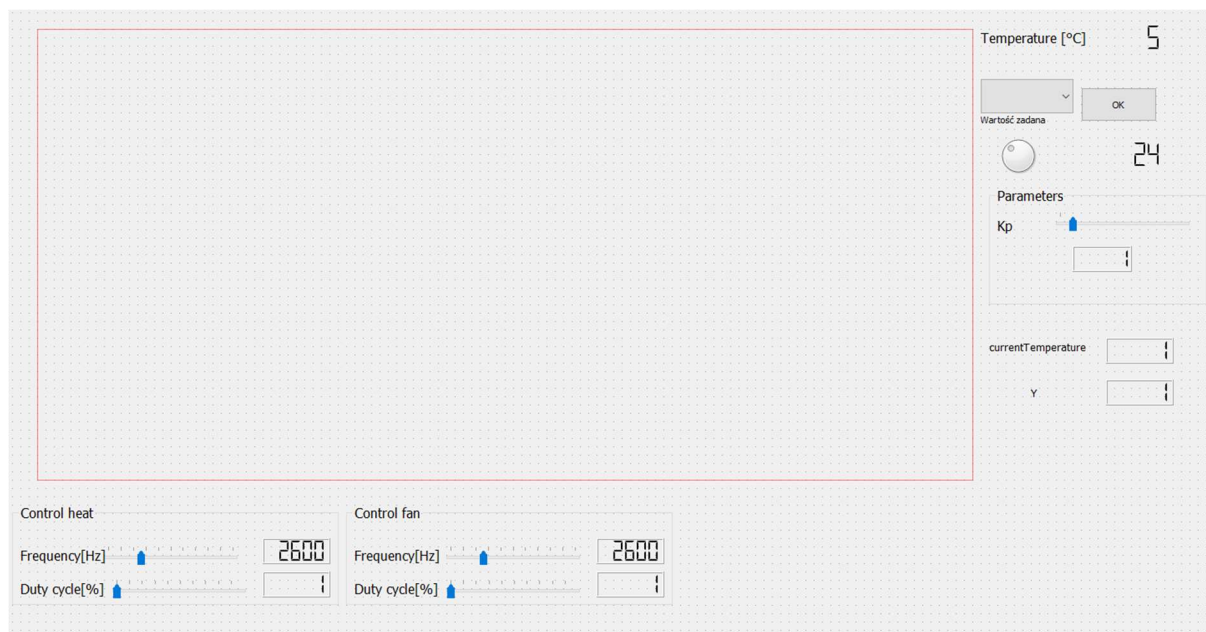 Temperature [°C] 5
OK
Wartość zadana
24
Parameters
Kp
1
currentTemperature 1
Y 1
Control heat
Frequency[Hz] 2600
Duty cycle[%] 1
Control fan
Frequency[Hz] 2600
Duty cycle[%] 1